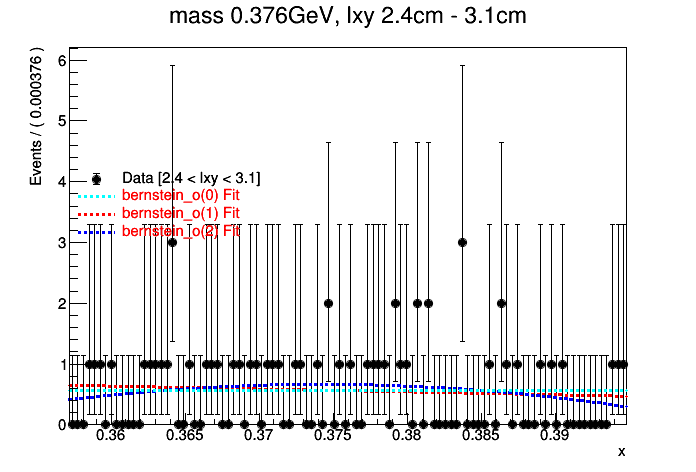 mass 0.376GeV, lxy 2.4cm - 3.1cm
Events / ( 0.000376 )
6
5
4
3
2
1
0
Data [2.4 < lxy < 3.1]
bernstein_o(0) Fit
bernstein_o(1) Fit
bernstein_o(2) Fit
0.36 0.365 0.37 0.375 0.38 0.385 0.39
x